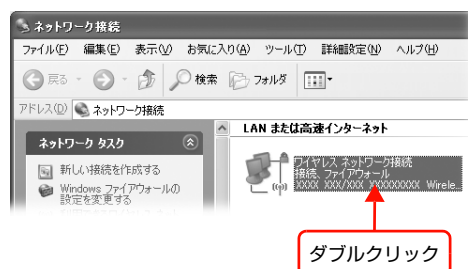 ネットワーク接続
ファイル(F) 編集(E) 表示(V) お気に入り(A) ツール(T) 詳細設定(N) ヘルプ(H)
戻る 検索 フォルダ
アドレス(D) ネットワーク接続
LAN または高速インターネット
ネットワーク タスク
新しい接続を作成する
Windows ファイアウォールの
設定を変更する
ワイヤレス ネットワーク接続
接続、ファイアウォール
XXXX XXX/XXX XXXXXXXXX Wirele...
ダブルクリック